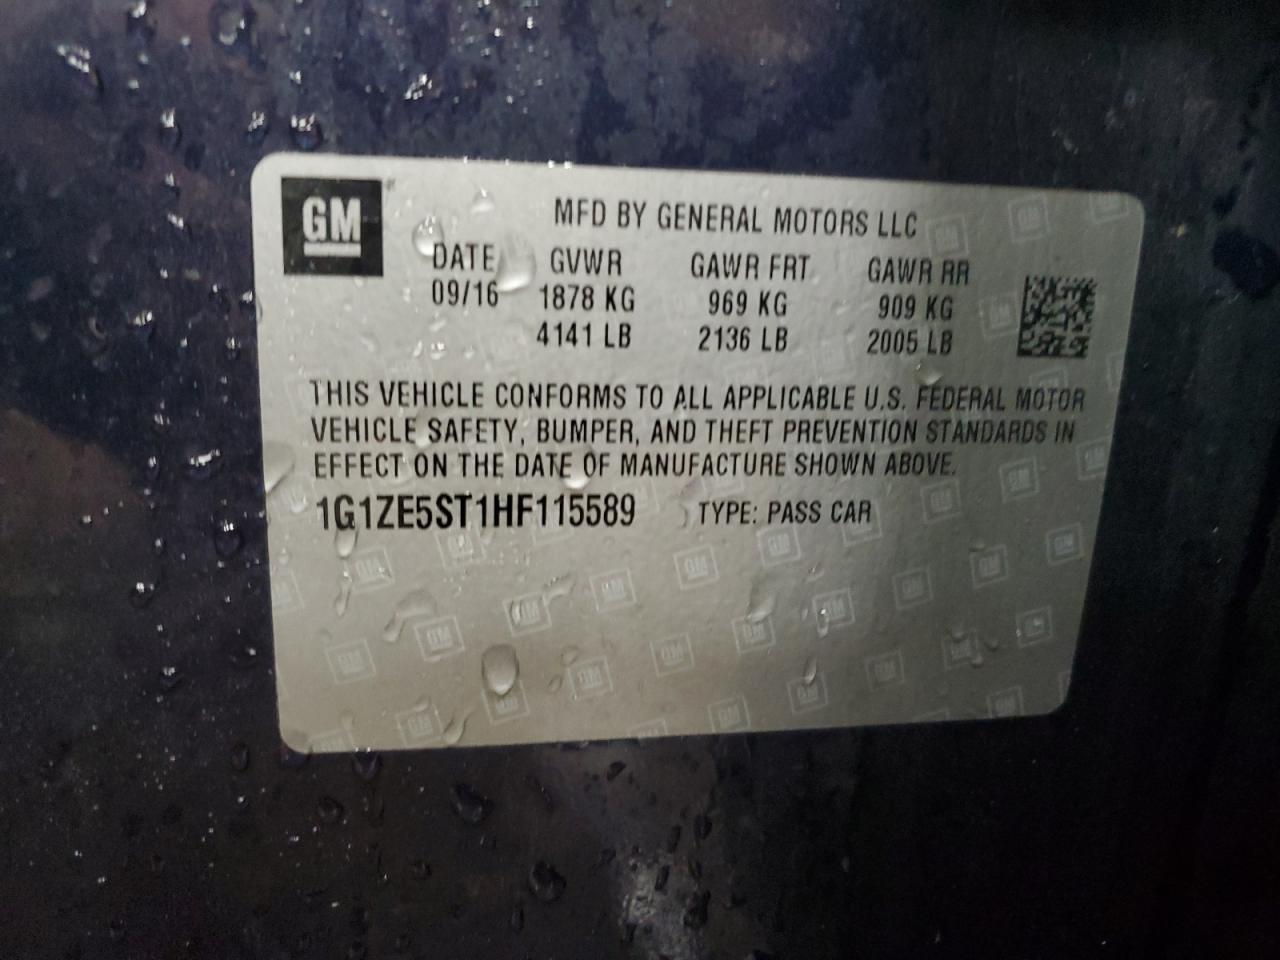 GM
MFD BY GENERAL MOTORS LLC
DATE GVWR GAWR FRT GAWR RR
09/16 1878 KG 969 KG 909 KG
4141 LB 2136 LB 2005 LB
THIS VEHICLE CONFORMS TO ALL APPLICABLE U.S. FEDERAL MOTOR
VEHICLE SAFETY, BUMPER, AND THEFT PREVENTION STANDARDS IN
EFFECT ON THE DATE OF MANUFACTURE SHOWN ABOVE.
1G1ZE5ST1HF115589 TYPE: PASS CAR